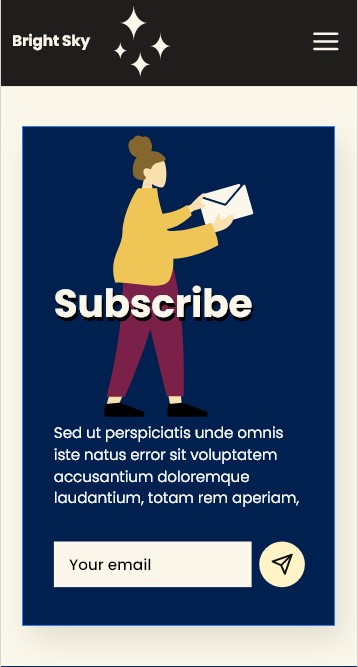 Bright Sky
Subscribe
Sed ut perspiciatis unde omnis
iste natus error sit voluptatem
accusantium doloremque
laudantium, totam rem aperiam,
Your email